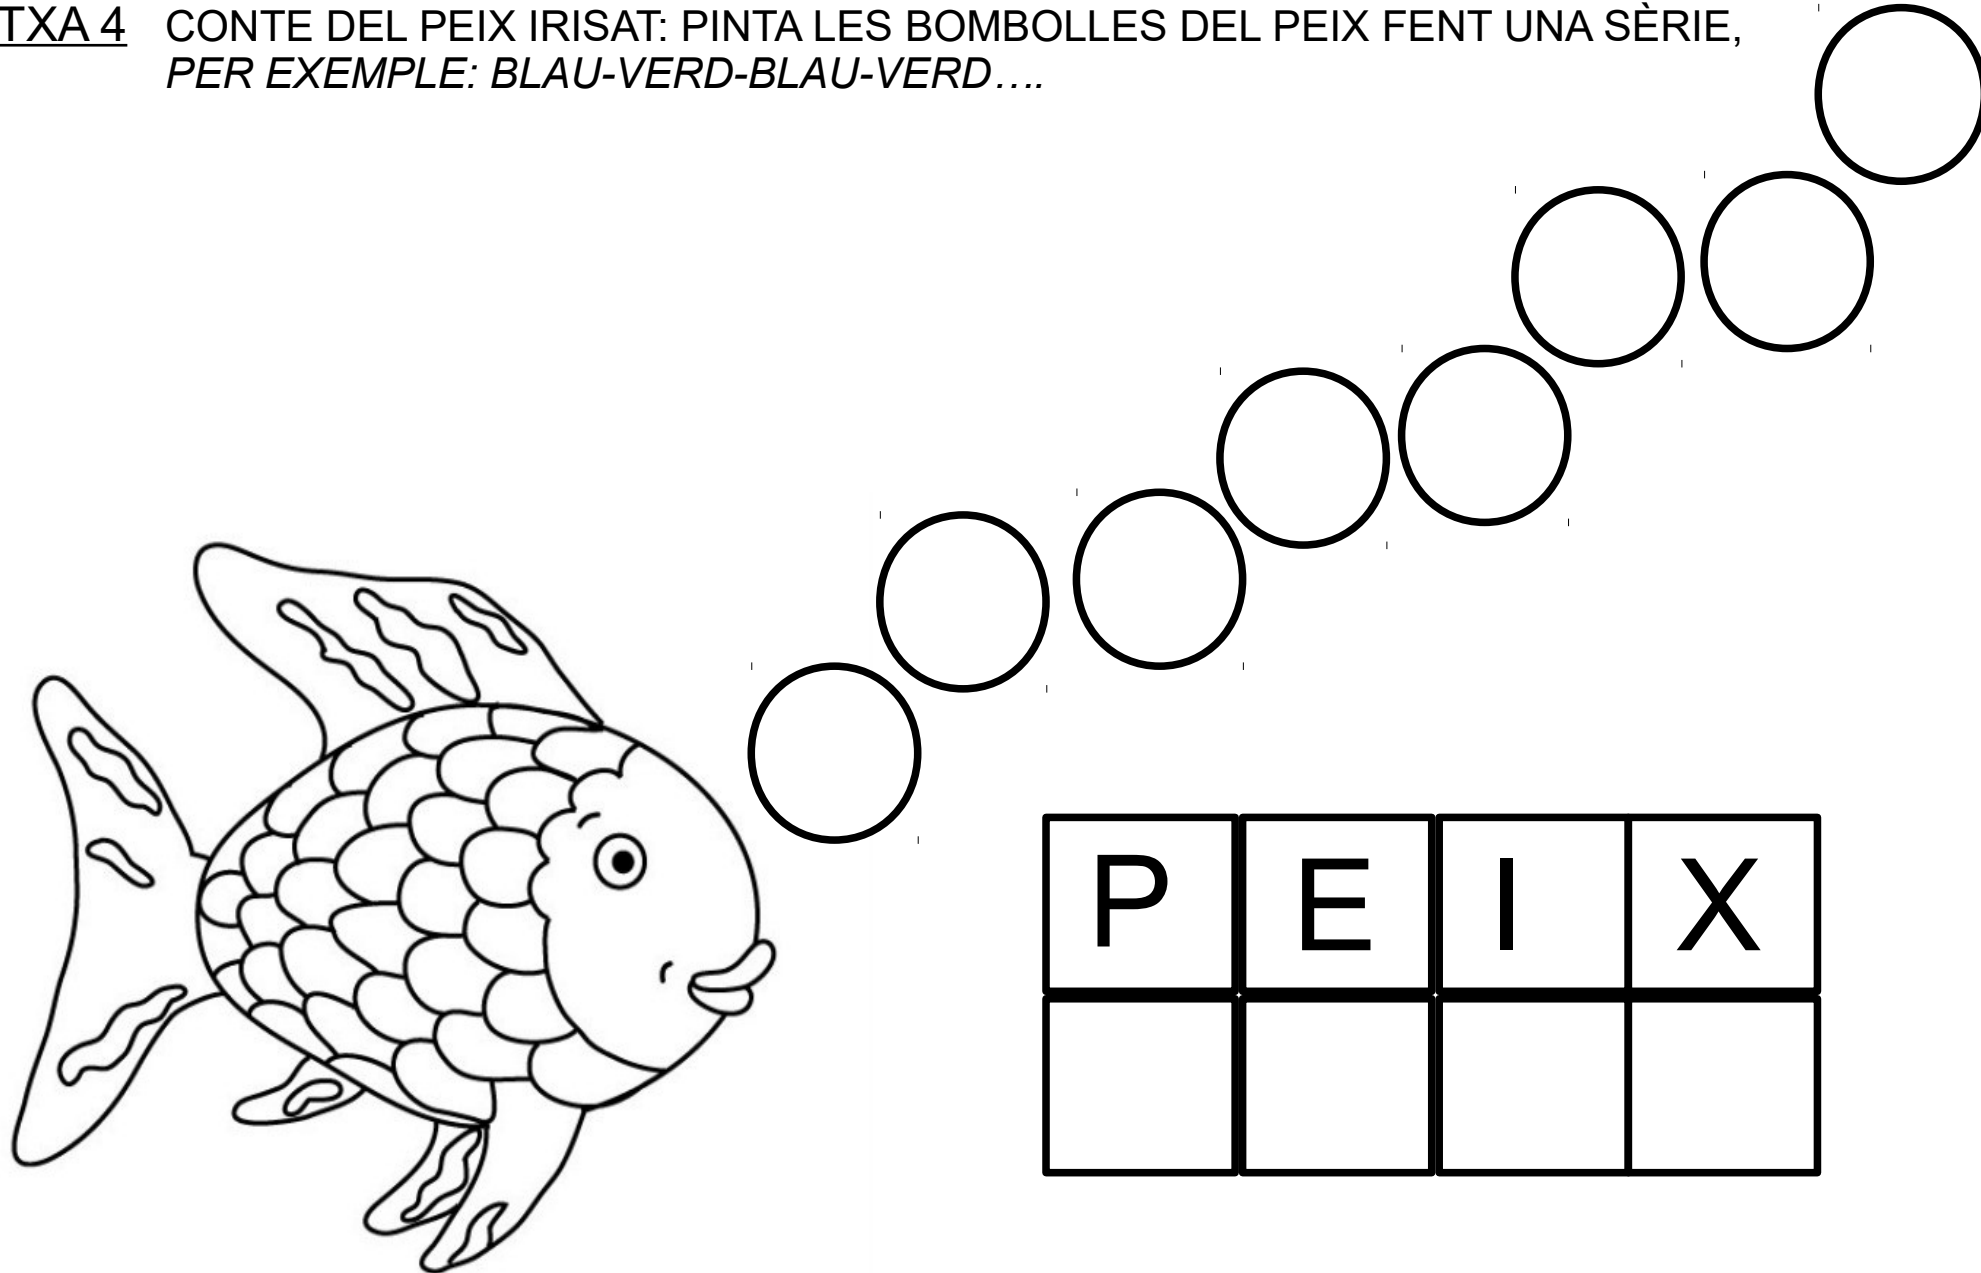 TXA 4 CONTE DEL PEIX IRISAT: PINTA LES BOMBOLLES DEL PEIX FENT UNA SÈRIE,
PER EXEMPLE: BLAU-VERD-BLAU-VERD….
P E I X